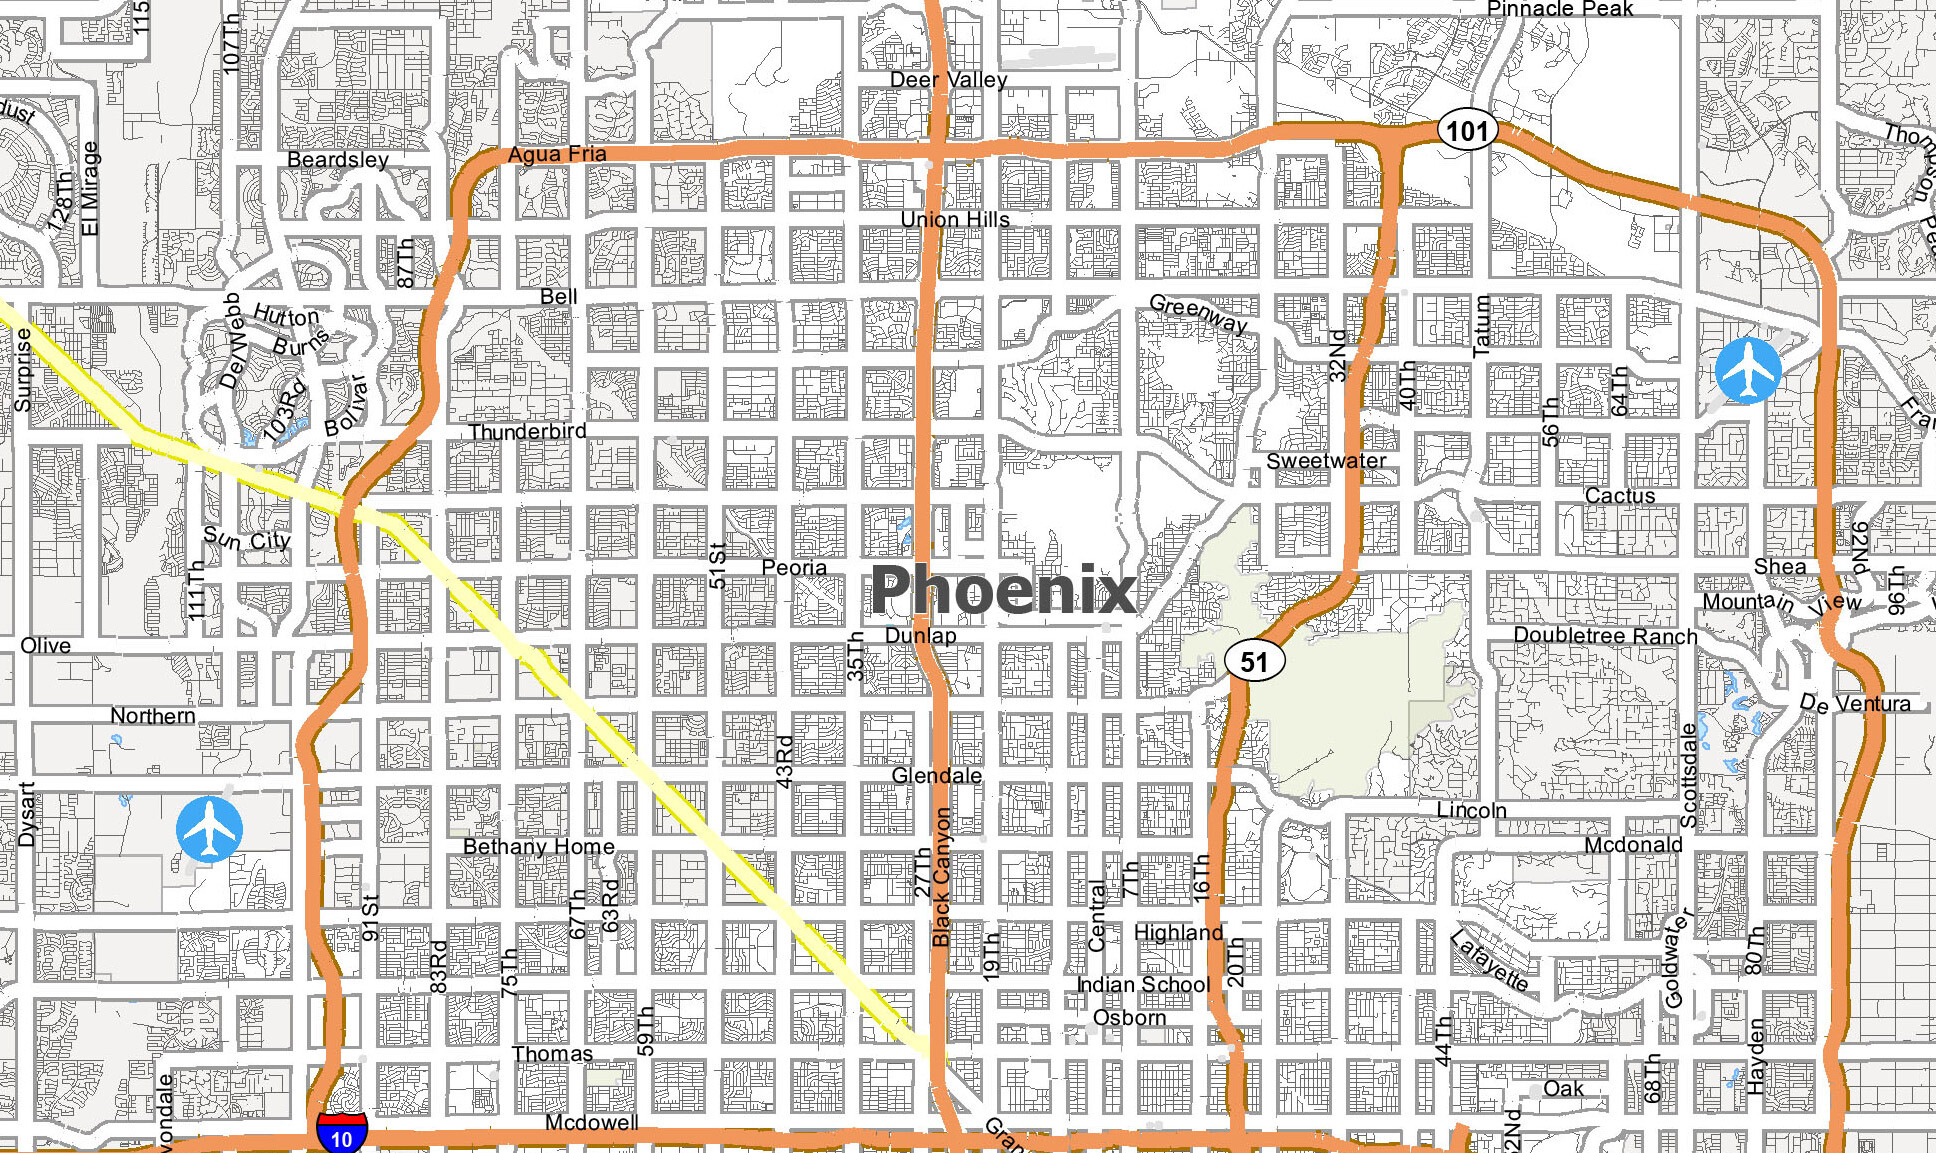 Pinnacle Peak
107Th
Deer Valley
101
Beardsley
Agua Fria
El Mirage
128Th
Union Hills
87Th
Bell
Hutton
Burns
Del Webb
Greenway
Surprise
32Nd
Tatum
40Th
64Th
56Th
103Rd
Bolivar
Thunderbird
Sweetwater
Cactus
Sun City
92Nd
111Th
51St
Peoria
Phoenix
Shea
Mountain View
96Th
Olive
Dunlap
35Th
Doubletree Ranch
51
Northern
De Ventura
43Rd
Glendale
Scottsdale
Dysart
Lincoln
Bethany Home
Mcdonald
27Th
Black Canyon
7Th
16Th
Central
67Th
63Rd
91St
Highland
20Th
19Th
83Rd
75Th
Lafayette
Goldwater
80Th
Indian School
Osborn
59Th
Thomas
44Th
68Th
Hayden
Oak
10
Mcdowell